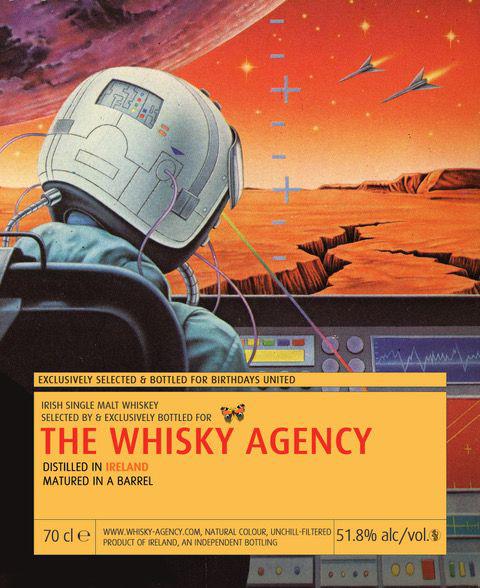 EXCLUSIVELY SELECTED & BOTTLED FOR BIRTHDAYS UNITED
IRISH SINGLE MALT WHISKEY
SELECTED BY & EXCLUSIVELY BOTTLED FOR
THE WHISKY AGENCY
DISTILLED IN IRELAND
MATURED IN A BARREL
70 cl ℮
WWW.WHISKY-AGENCY.COM, NATURAL COLOUR, UNCHILL-FILTERED
PRODUCT OF IRELAND, AN INDEPENDENT BOTTLING
51.8% alc/vol.